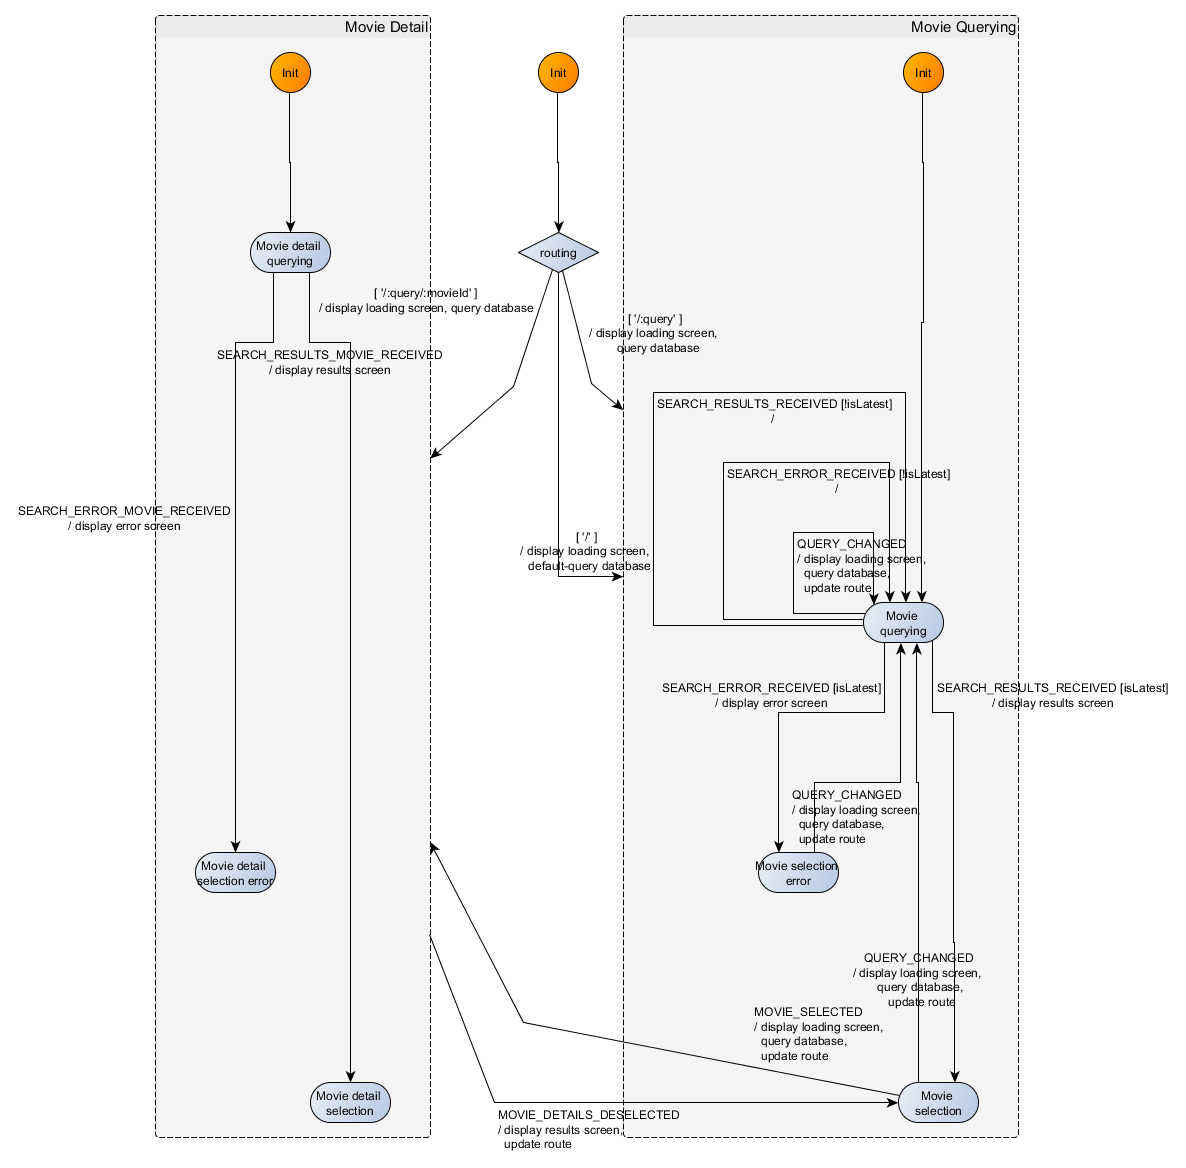 Movie Detail
Movie Querying
Init
Init
Init
Movie detail
querying
routing
[ '/:query/:movieId' ]
/ display loading screen, query database
[ '/:query' ]
/ display loading screen,
query database
SEARCH_RESULTS_MOVIE_RECEIVED
/ display results screen
SEARCH_RESULTS_RECEIVED [!isLatest]
/
SEARCH_ERROR_RECEIVED [!isLatest]
/
SEARCH_ERROR_MOVIE_RECEIVED
/ display error screen
[ '/' ]
/ display loading screen,
default-query database
QUERY_CHANGED
/ display loading screen,
query database,
update route
Movie
querying
SEARCH_ERROR_RECEIVED [isLatest]
/ display error screen
SEARCH_RESULTS_RECEIVED [isLatest]
/ display results screen
QUERY_CHANGED
/ display loading screen,
query database,
update route
Movie detail
selection error
Movie selection
error
QUERY_CHANGED
/ display loading screen,
query database,
update route
MOVIE_SELECTED
/ display loading screen,
query database,
update route
Movie detail
selection
Movie
selection
MOVIE_DETAILS_DESELECTED
/ display results screen,
update route